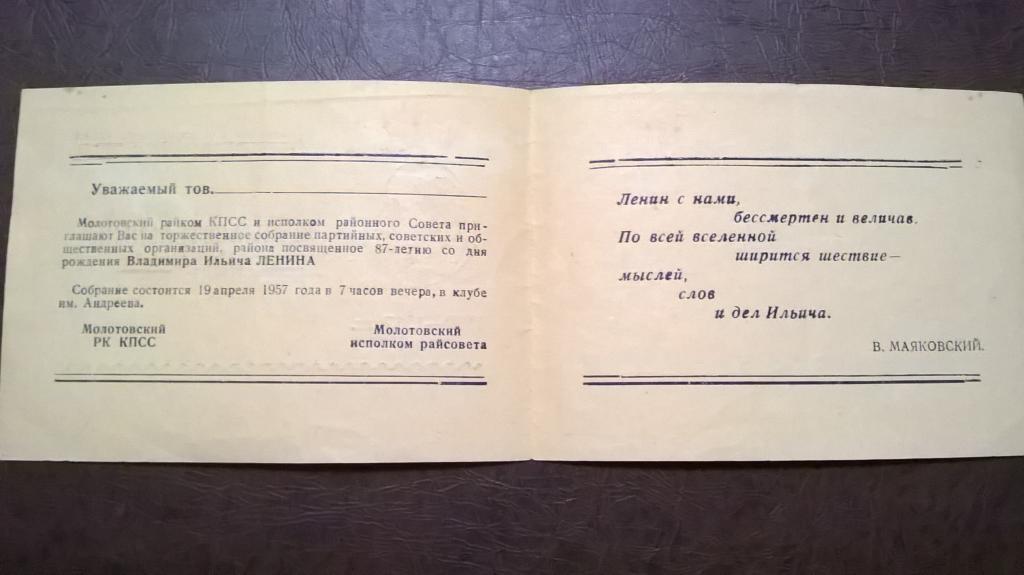 Уважаемый тов.
Молотовский райком КПСС и исполком районного Совета при-
глашают Вас на торжественное собрание партийных, советских и об-
щественных организаций, района посвященное 87-летию со дня
рождения Владимира Ильича ЛЕНИНА
Собрание состоится 19 апреля 1957 года в 7 часов вечера, в клубе
им. Андреева.
Молотовский
РК КПСС
Молотовский
исполком райсовета
Ленин с нами,
бессмертен и величав.
По всей вселенной
ширится шествие—
мыслей,
слов
и дел Ильича.
В. МАЯКОВСКИЙ.